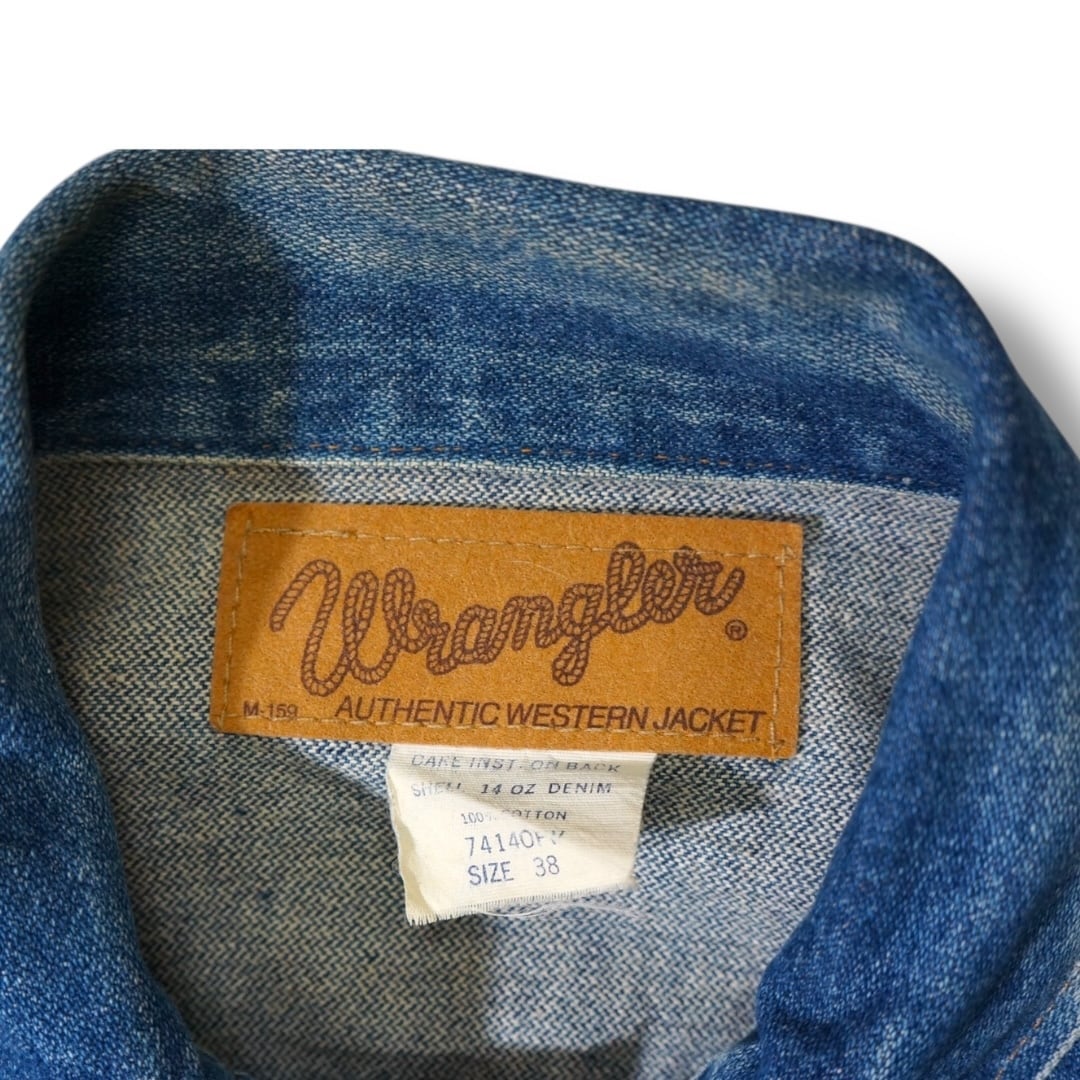 Wrangler ®
M-159 AUTHENTIC WESTERN JACKET
CARE INST. ON BACK
SHELL 14 OZ DENIM
100% COTTON
SIZE 38